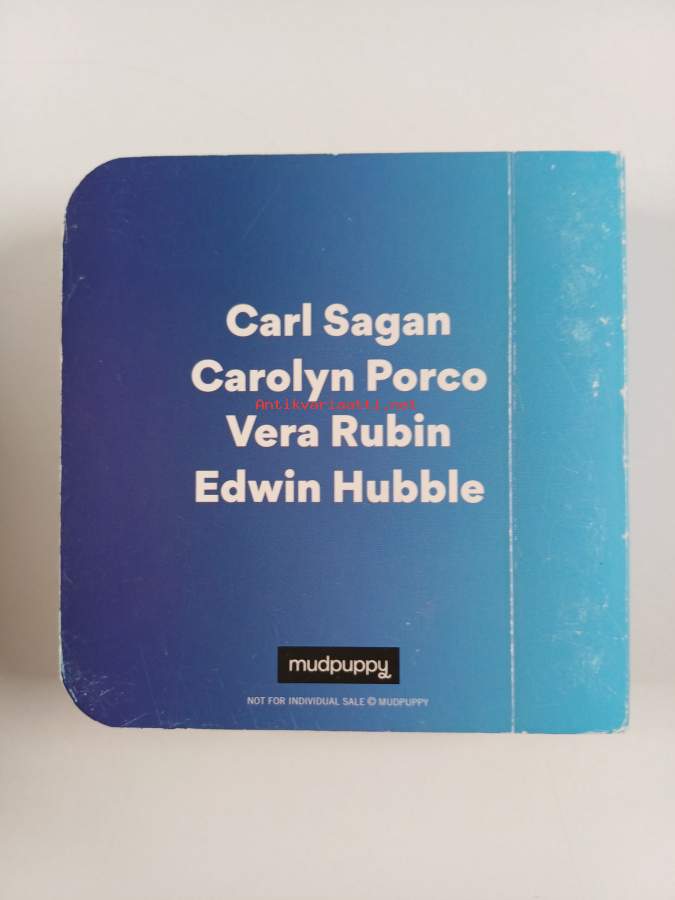 Carl Sagan
Carolyn Porco
Antikvariaatti.net
Vera Rubin
Edwin Hubble
mudpuppy
NOT FOR INDIVIDUAL SALE © MUDPUPPY